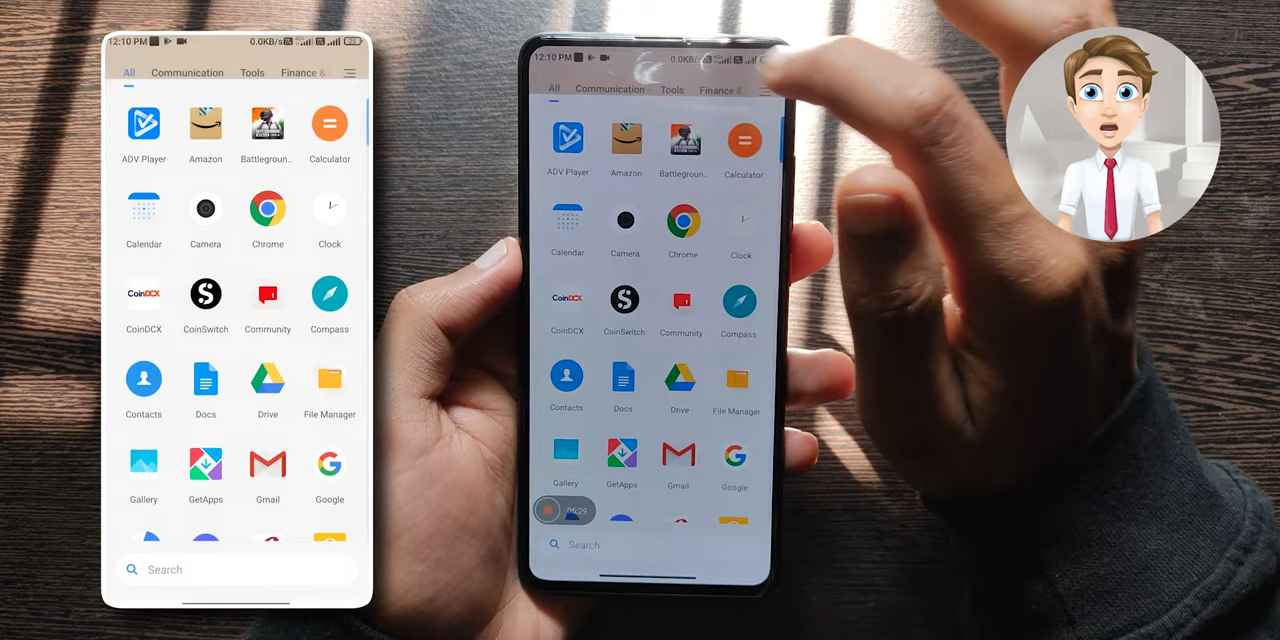 12:10 PM 0.0KB/s
All Communication Tools Finance &
ADV Player Amazon Battlegroun.. Calculator
Calendar Camera Chrome Clock
CoinDCX
CoinDCX CoinSwitch Community Compass
Contacts Docs Drive File Manager
Gallery GetApps Gmail Google
Search
12:10 PM 0.0KB/s
All Communication Tools Finance &
ADV Player Amazon Battlegroun.. Calculator
Calendar Camera Chrome Clock
CoinDCX
CoinDCX CoinSwitch Community Compass
Contacts Docs Drive File Manager
Gallery GetApps Gmail Google
05:29
Search